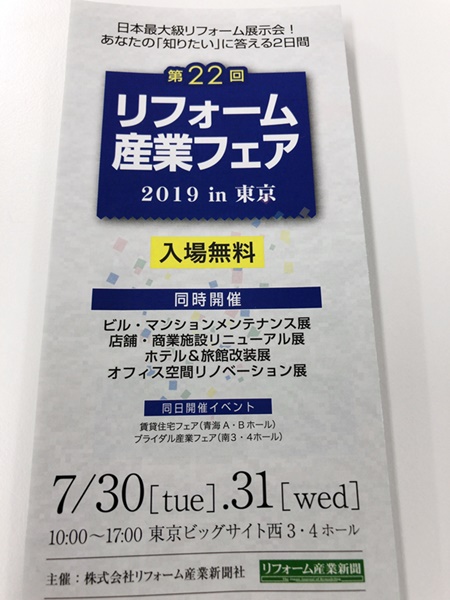 日本最大級リフォーム展示会！
あなたの「知りたい」に答える2日間
第22回
リフォーム
産業フェア
2019 in 東京
入場無料
同時開催
ビル・マンションメンテナンス展
店舗・商業施設リニューアル展
ホテル&旅館改装展
オフィス空間リノベーション展
同日開催イベント
賃貸住宅フェア(青海A・Bホール)
ブライダル産業フェア(南3・4ホール)
7/30[tue].31[wed]
10:00〜17:00 東京ビッグサイト西3・4ホール
主催：株式会社リフォーム産業新聞社 リフォーム産業新聞